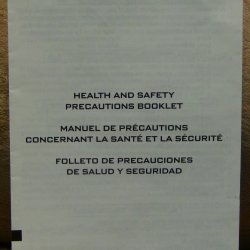 HEALTH AND SAFETY
PRECAUTIONS BOOKLET
MANUEL DE PRÉCAUTIONS
CONCERNANT LA SANTÉ ET LA SÉCURITÉ
FOLLETO DE PRECAUCIONES
DE SALUD Y SEGURIDAD